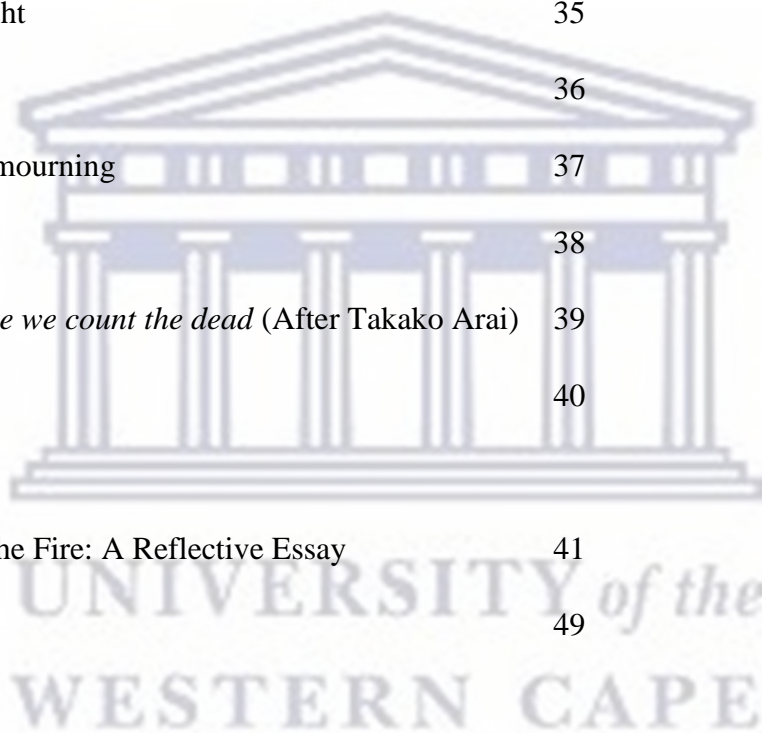 ht 35
36
mourning 37
38
e we count the dead (After Takako Arai) 39
40
he Fire: A Reflective Essay 41
49
UNIVERSITY of the
WESTERN CAPE